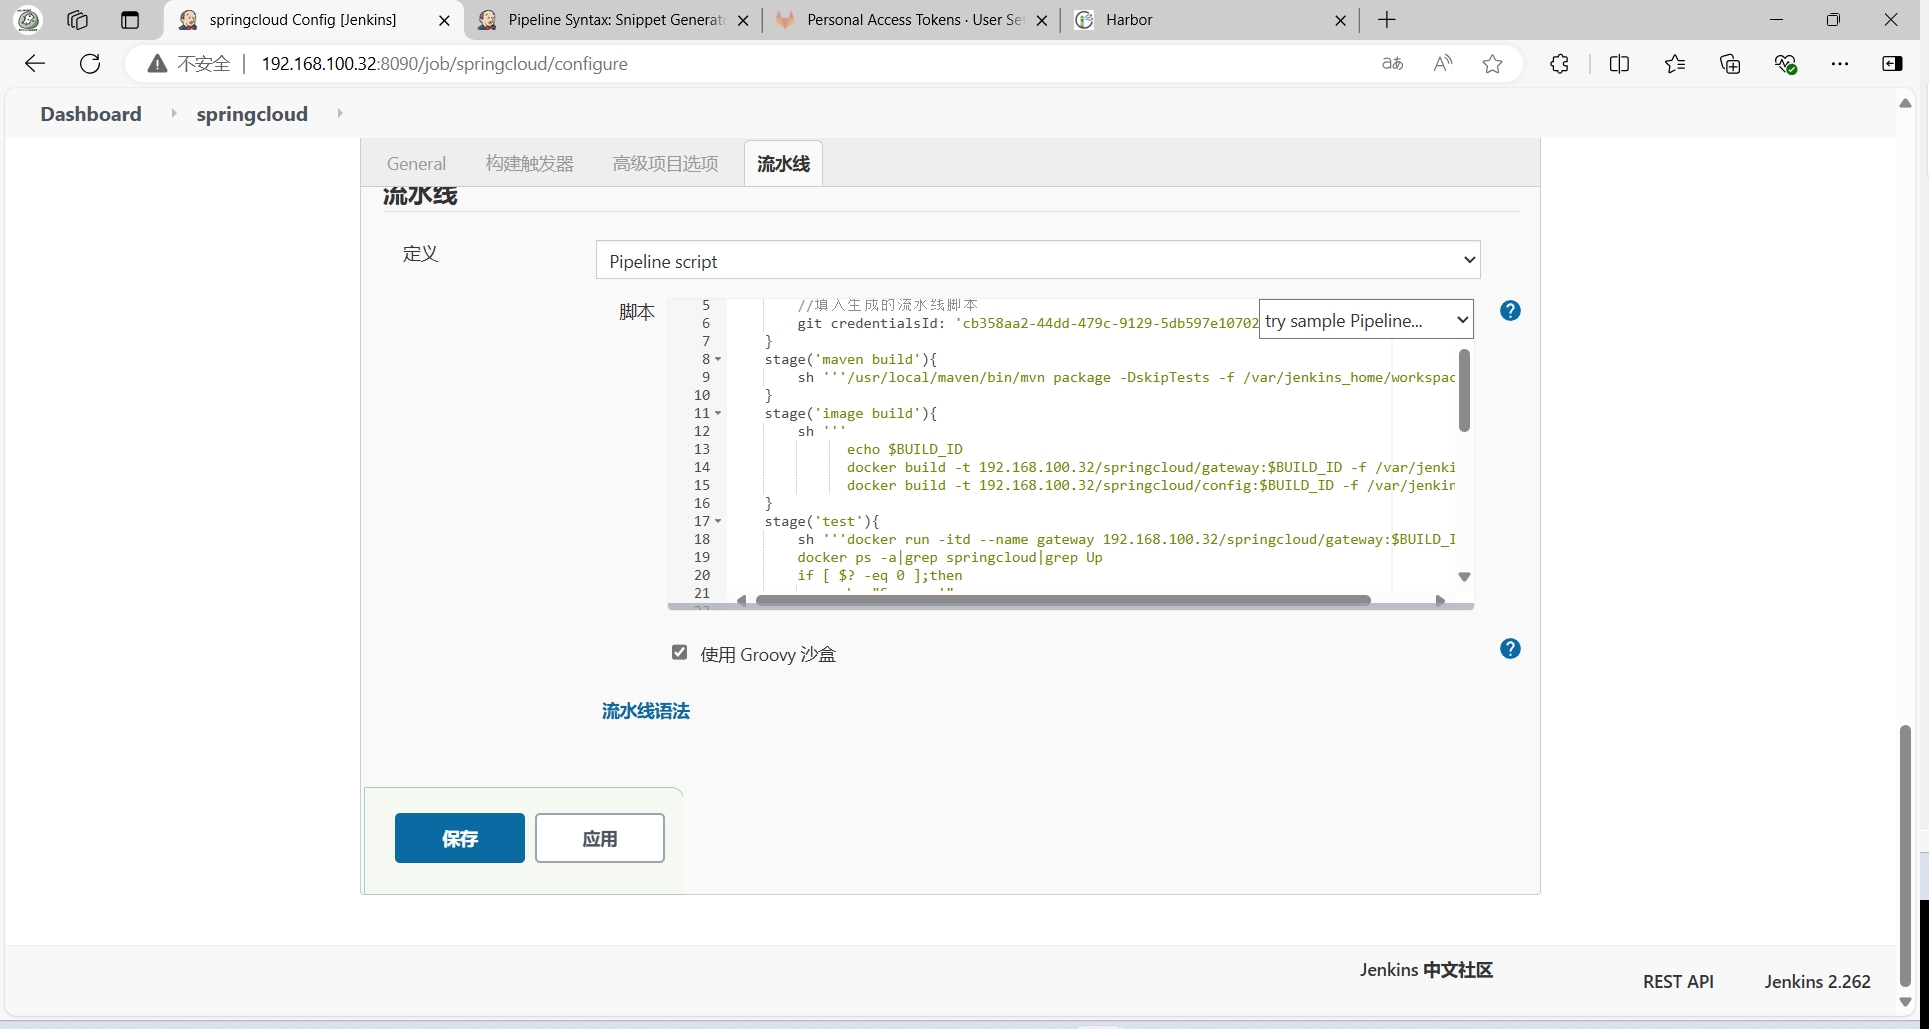 springcloud Config [Jenkins]
Pipeline Syntax: Snippet Generat
Personal Access Tokens · User Se
Harbor
不安全
192.168.100.32:8090/job/springcloud/configure
Dashboard
springcloud
General
构建触发器
高级项目选项
流水线
流水线
定义
Pipeline script
脚本
try sample Pipeline...
5 //填入生成的流水线脚本
6 git credentialsId: 'cb358aa2-44dd-479c-9129-5db597e10702
7 }
8 stage('maven build'){
9 sh '''/usr/local/maven/bin/mvn package -DskipTests -f /var/jenkins_home/workspac
10 }
11 stage('image build'){
12 sh '''
13 echo $BUILD_ID
14 docker build -t 192.168.100.32/springcloud/gateway:$BUILD_ID -f /var/jenki
15 docker build -t 192.168.100.32/springcloud/config:$BUILD_ID -f /var/jenkin
16 }
17 stage('test'){
18 sh '''docker run -itd --name gateway 192.168.100.32/springcloud/gateway:$BUILD_I
19 docker ps -a|grep springcloud|grep Up
20 if [ $? -eq 0 ];then
21
使用 Groovy 沙盒
流水线语法
保存
应用
Jenkins 中文社区
REST API
Jenkins 2.262